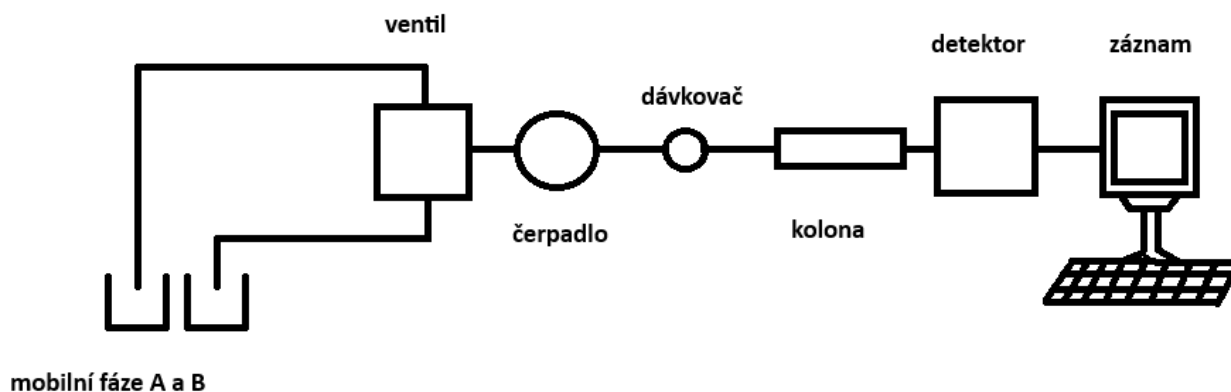 ventil
detektor
záznam
dávkovač
čerpadlo
kolona
mobilní fáze A a B